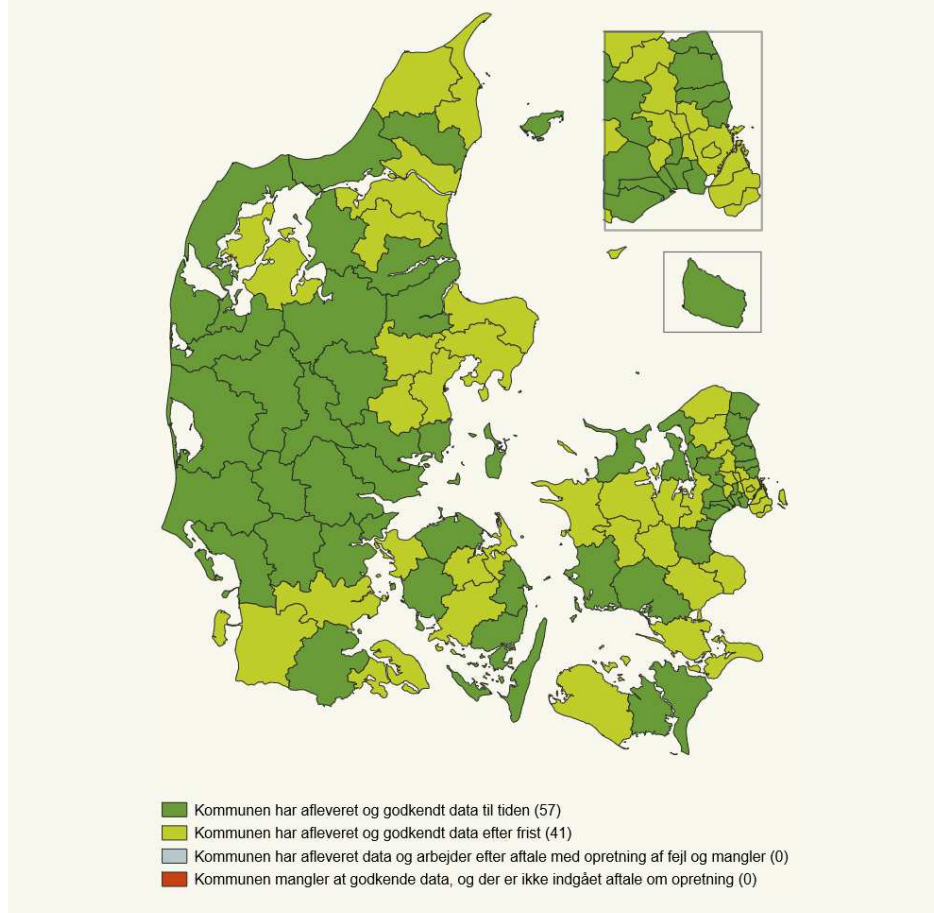 Kommunen har afleveret og godkendt data til tiden (57)
Kommunen har afleveret og godkendt data efter frist (41)
Kommunen har afleveret data og arbejder efter aftale med opretning af fejl og mangler (0)
Kommunen mangler at godkende data, og der er ikke indgået aftale om opretning (0)